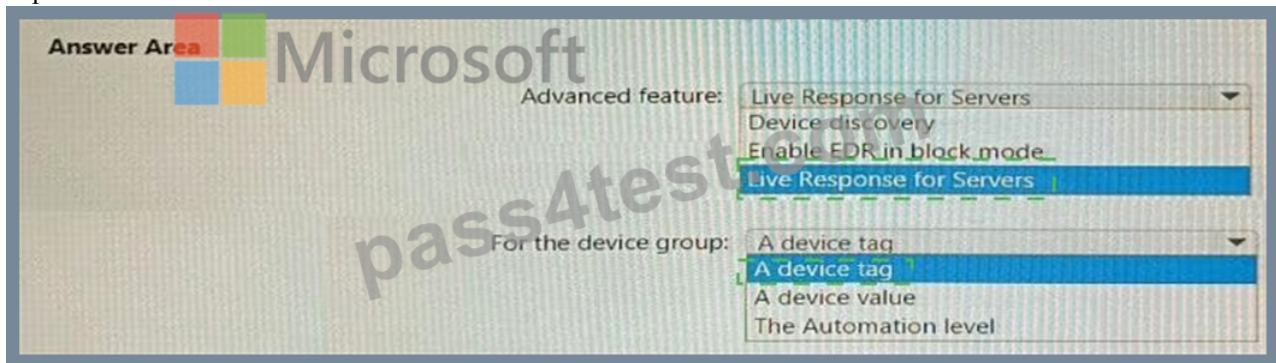 Answer Area
Microsoft
Advanced feature: Live Response for Servers
Device discovery
Enable EDR in block mode
Live Response for Servers
pass4test.com
For the device group: A device tag
A device tag
A device value
The Automation level